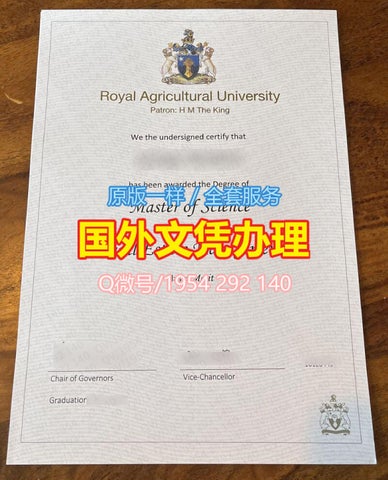 Royal Agricultural University
Patron: H M The King
We the undersigned certify that
has been awarded the Degree of
原版一样／全套服务
Master of Science
国外文凭办理
Q微号/1954 292 140
Chair of Governors
Vice-Chancellor
Graduation